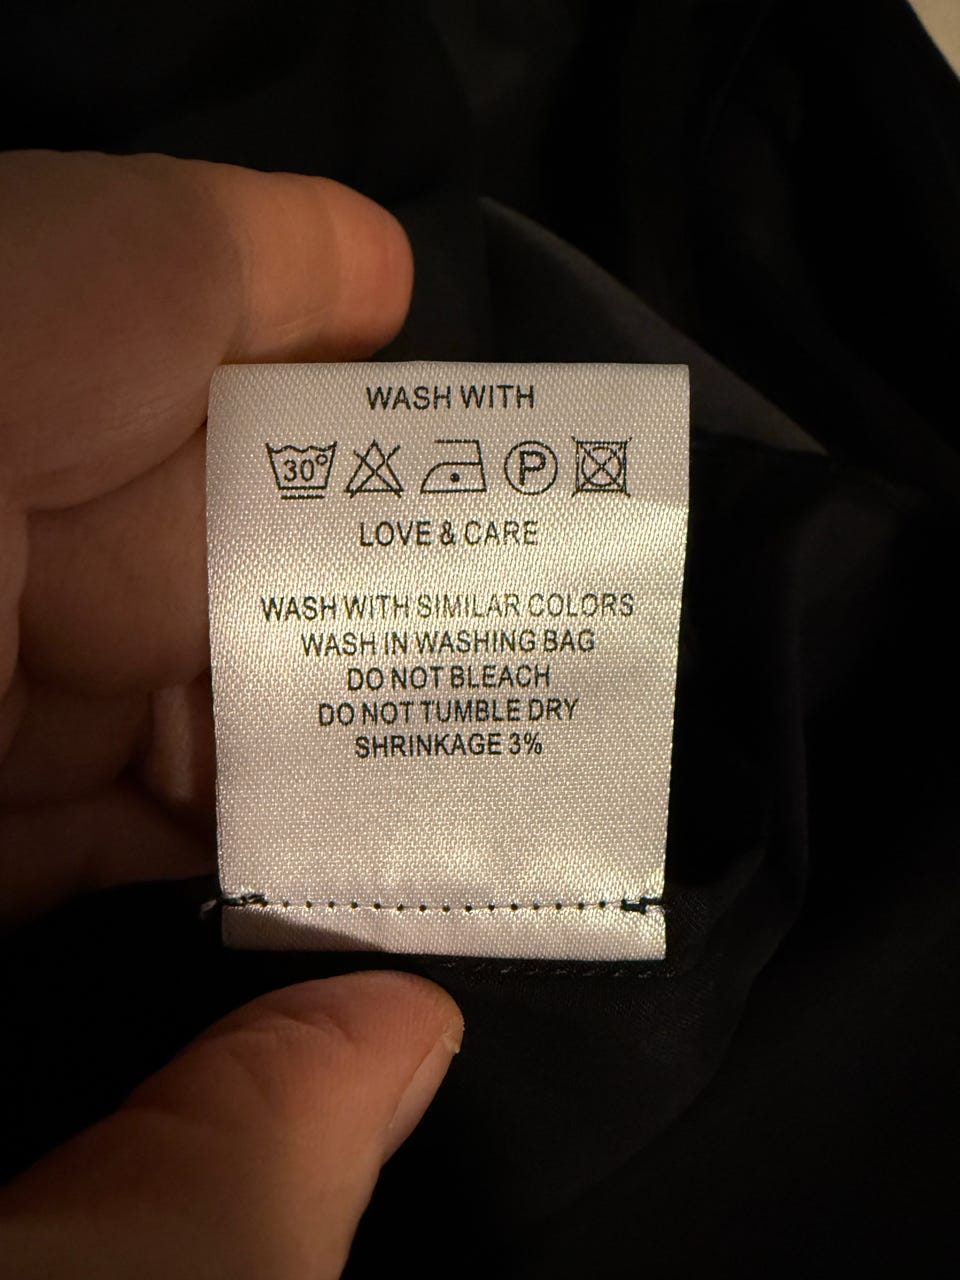 WASH WITH
30° P
LOVE & CARE
WASH WITH SIMILAR COLORS
WASH IN WASHING BAG
DO NOT BLEACH
DO NOT TUMBLE DRY
SHRINKAGE 3%